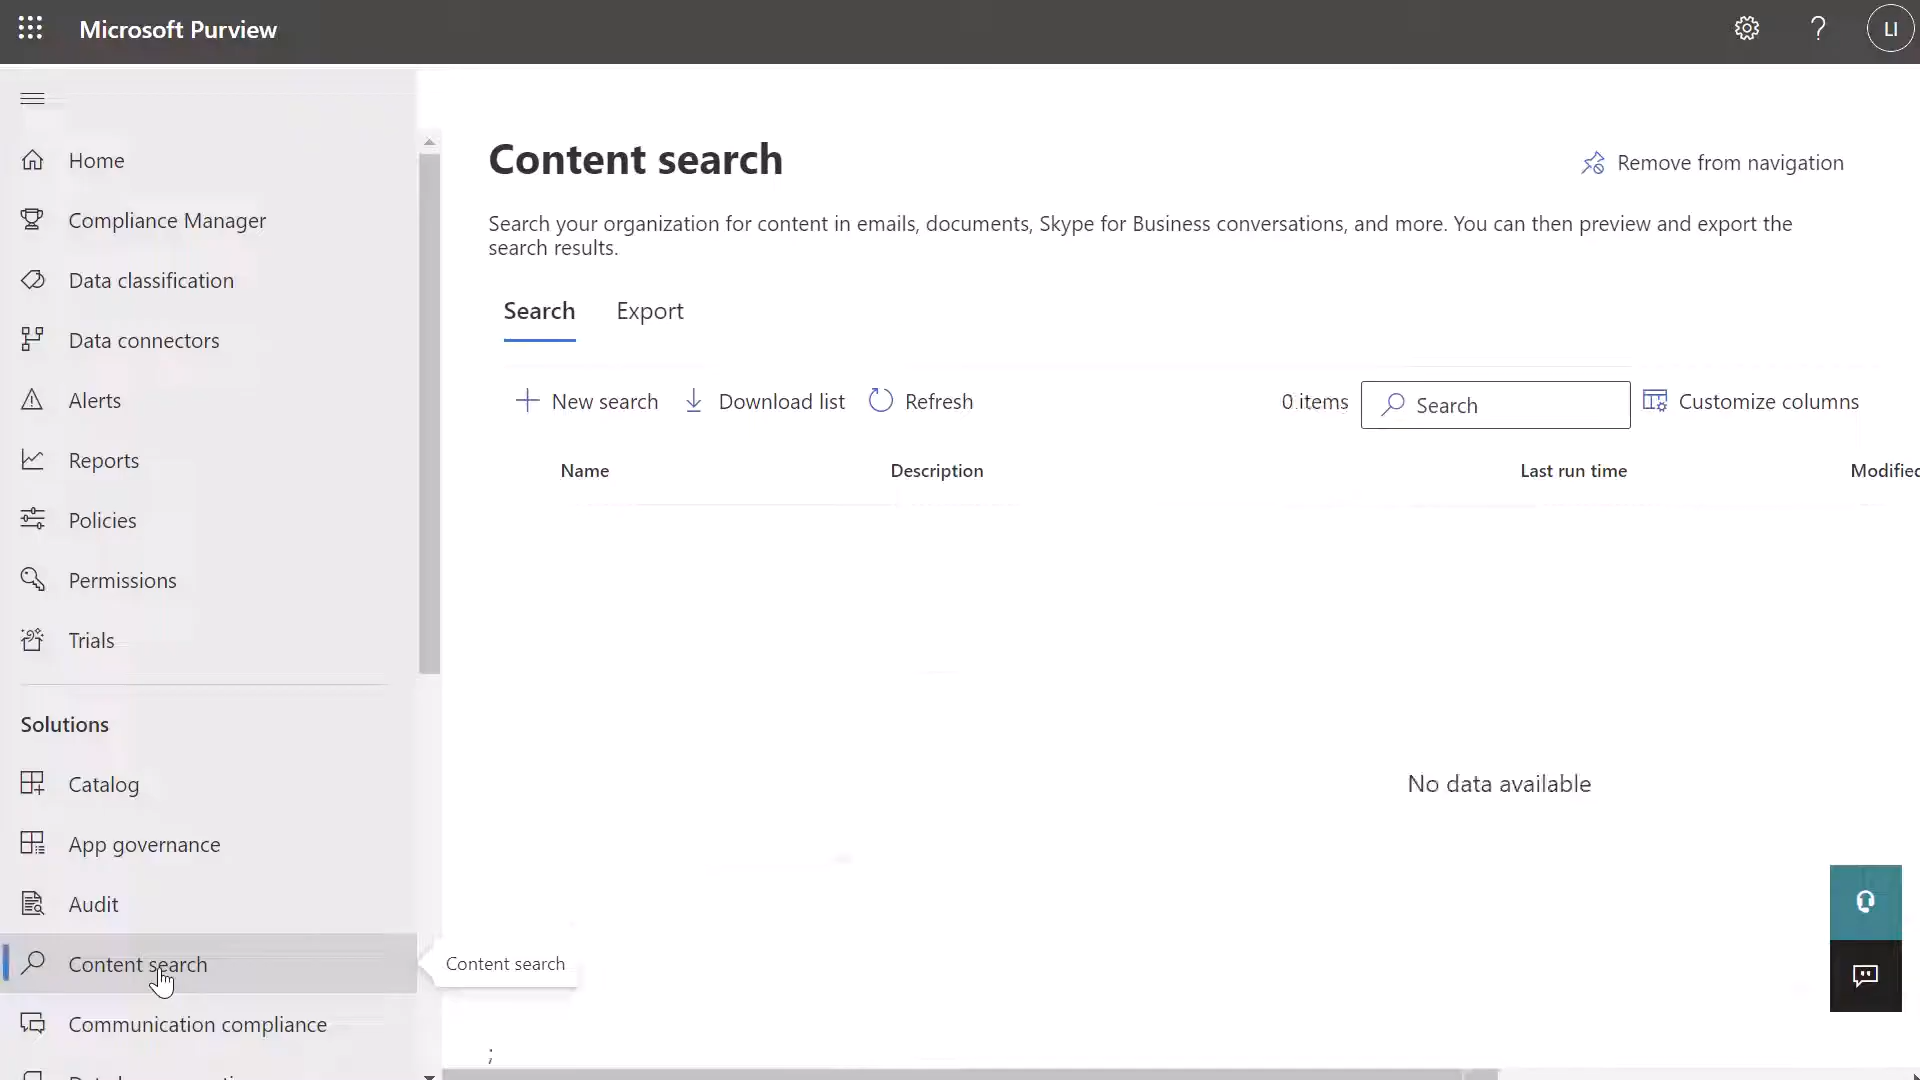 Microsoft Purview
LI
Home
Compliance Manager
Data classification
Data connectors
Alerts
Reports
Policies
Permissions
Trials
Solutions
Catalog
App governance
Audit
Content search
Communication compliance
Content search
Content search
Remove from navigation
Search your organization for content in emails, documents, Skype for Business conversations, and more. You can then preview and export the
search results.
Search Export
New search Download list Refresh 0 items Search Customize columns
Name Description Last run time Modified
No data available
;